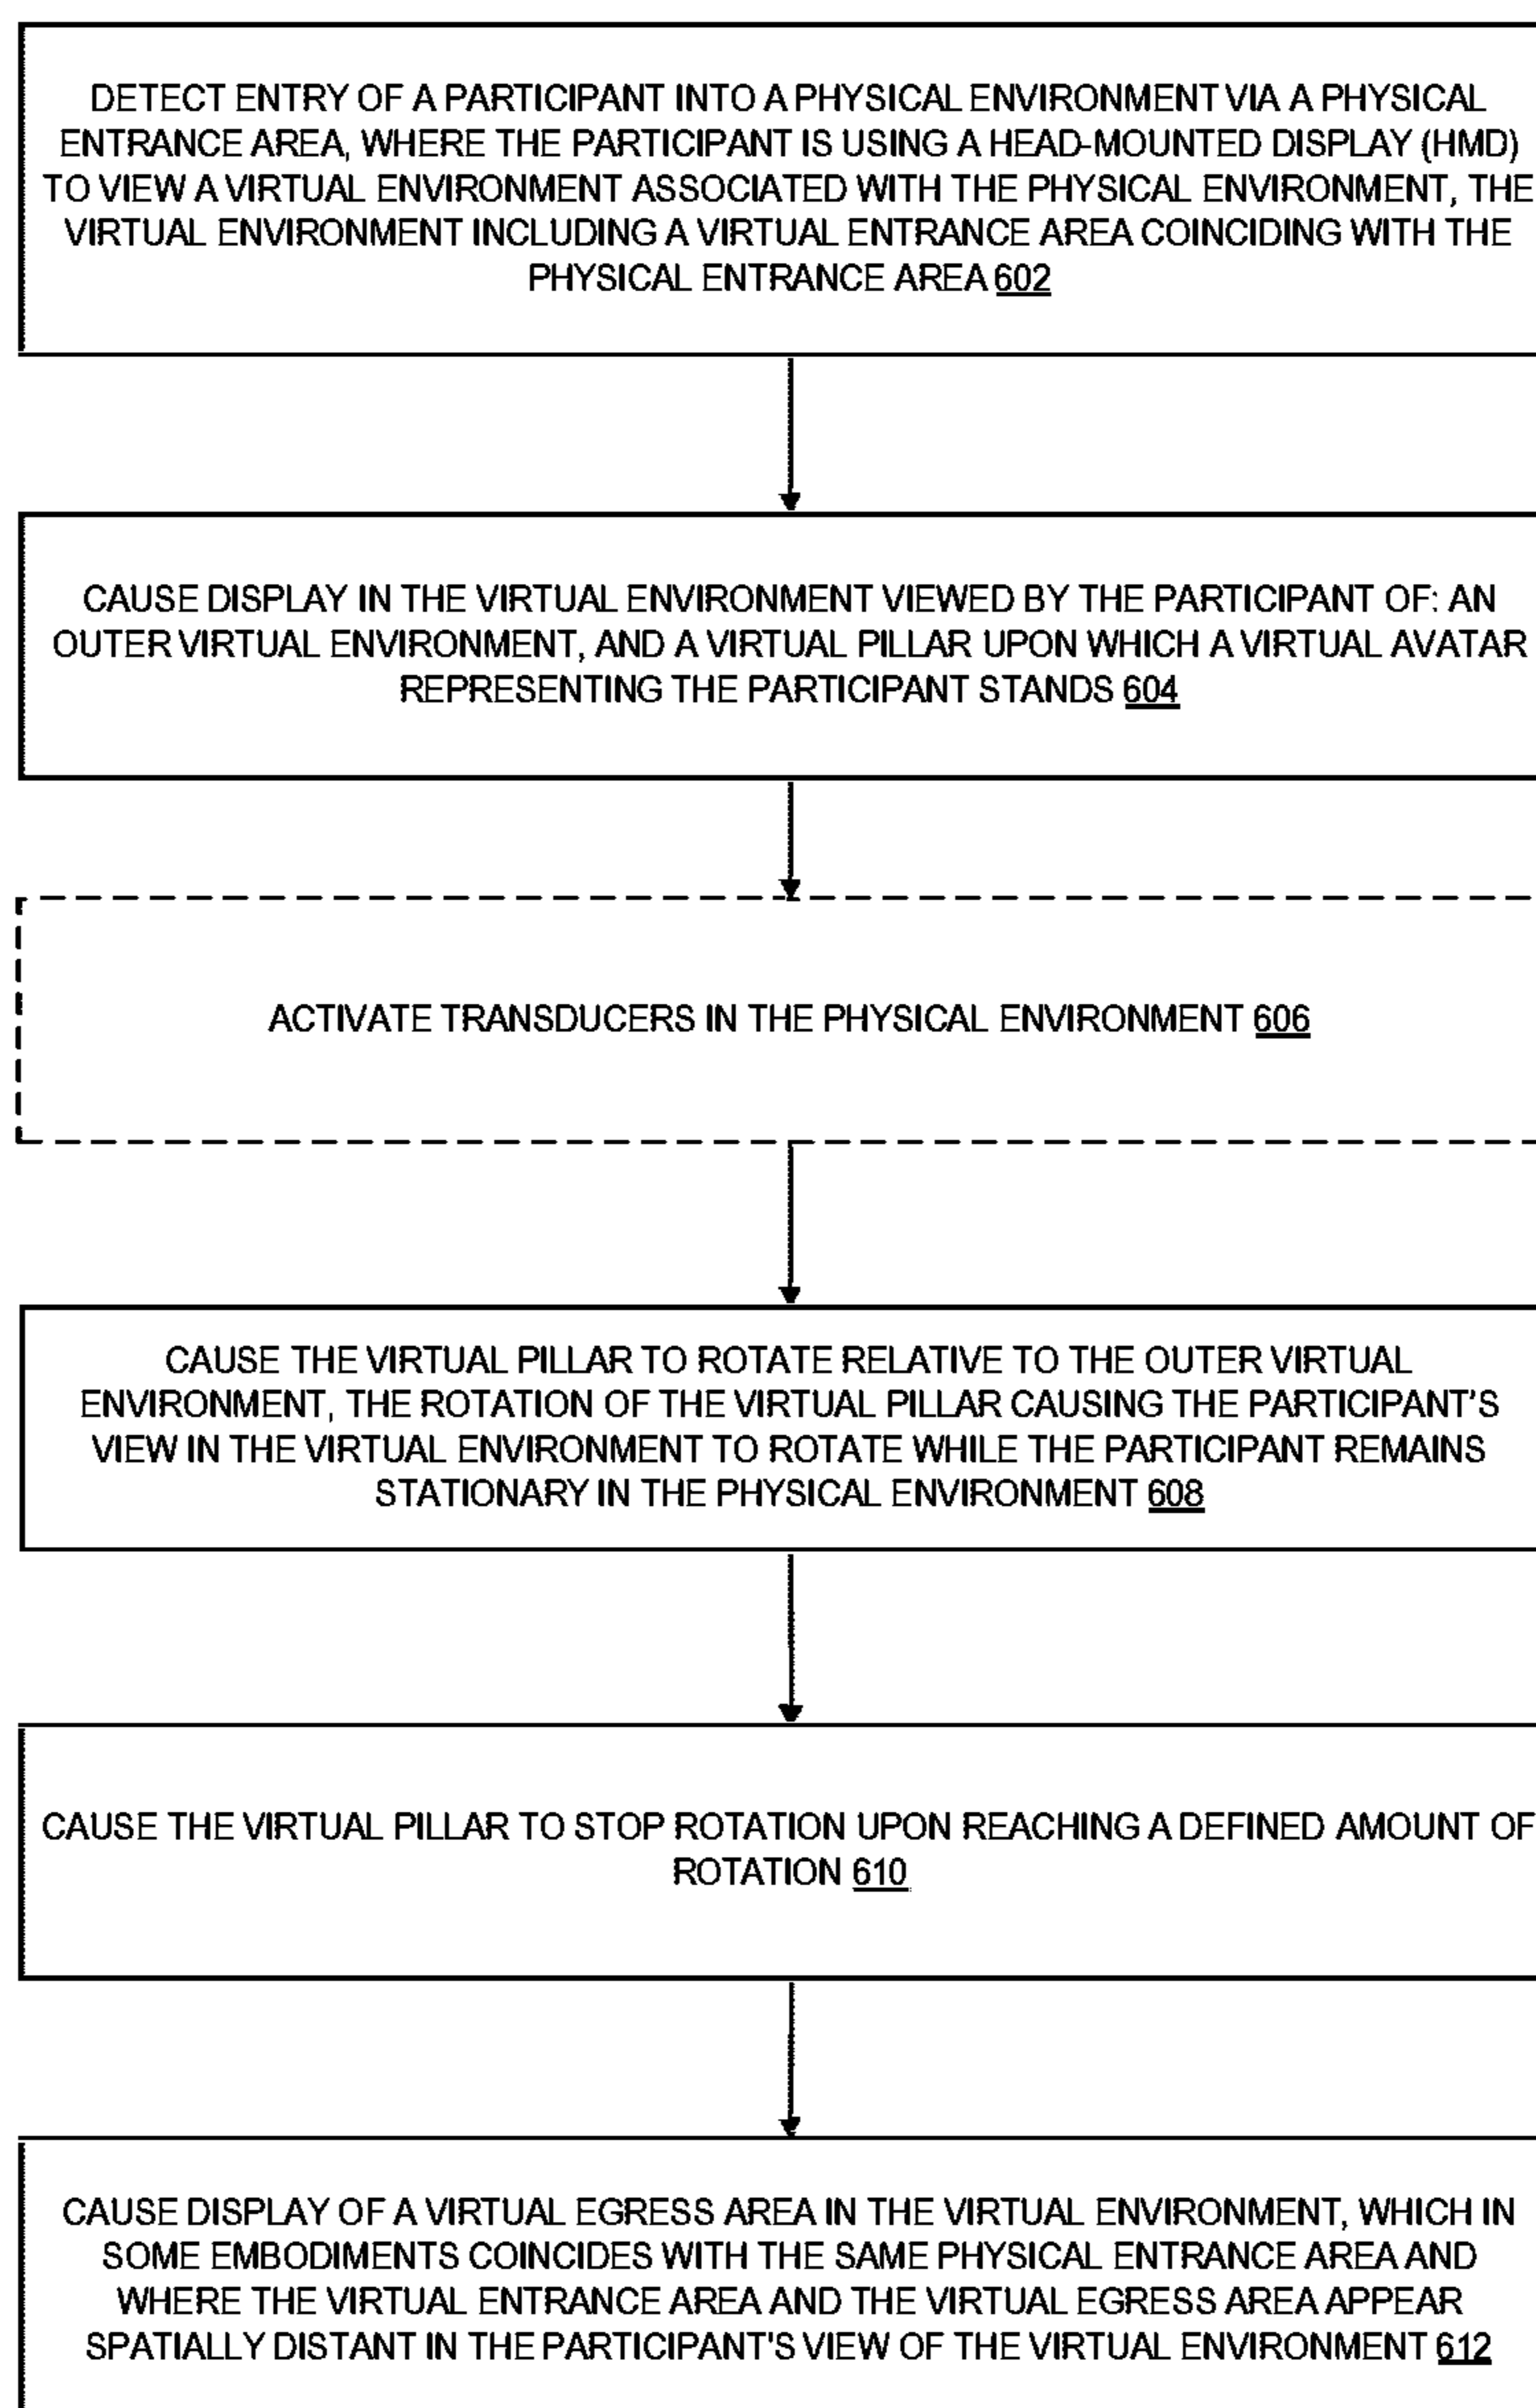 DETECT ENTRY OF A PARTICIPANT INTO A PHYSICAL ENVIRONMENT VIA A PHYSICAL
ENTRANCE AREA, WHERE THE PARTICIPANT IS USING A HEAD-MOUNTED DISPLAY (HMD)
TO VIEW A VIRTUAL ENVIRONMENT ASSOCIATED WITH THE PHYSICAL ENVIRONMENT, THE
VIRTUAL ENVIRONMENT INCLUDING A VIRTUAL ENTRANCE AREA COINCIDING WITH THE
PHYSICAL ENTRANCE AREA 602
CAUSE DISPLAY IN THE VIRTUAL ENVIRONMENT VIEWED BY THE PARTICIPANT OF: AN
OUTER VIRTUAL ENVIRONMENT, AND A VIRTUAL PILLAR UPON WHICH A VIRTUAL AVATAR
REPRESENTING THE PARTICIPANT STANDS 604
ACTIVATE TRANSDUCERS IN THE PHYSICAL ENVIRONMENT 606
CAUSE THE VIRTUAL PILLAR TO ROTATE RELATIVE TO THE OUTER VIRTUAL
ENVIRONMENT, THE ROTATION OF THE VIRTUAL PILLAR CAUSING THE PARTICIPANT'S
VIEW IN THE VIRTUAL ENVIRONMENT TO ROTATE WHILE THE PARTICIPANT REMAINS
STATIONARY IN THE PHYSICAL ENVIRONMENT 608
CAUSE THE VIRTUAL PILLAR TO STOP ROTATION UPON REACHING A DEFINED AMOUNT OF
ROTATION 610
CAUSE DISPLAY OF A VIRTUAL EGRESS AREA IN THE VIRTUAL ENVIRONMENT, WHICH IN
SOME EMBODIMENTS COINCIDES WITH THE SAME PHYSICAL ENTRANCE AREA AND
WHERE THE VIRTUAL ENTRANCE AREA AND THE VIRTUAL EGRESS AREA APPEAR
SPATIALLY DISTANT IN THE PARTICIPANT'S VIEW OF THE VIRTUAL ENVIRONMENT 612